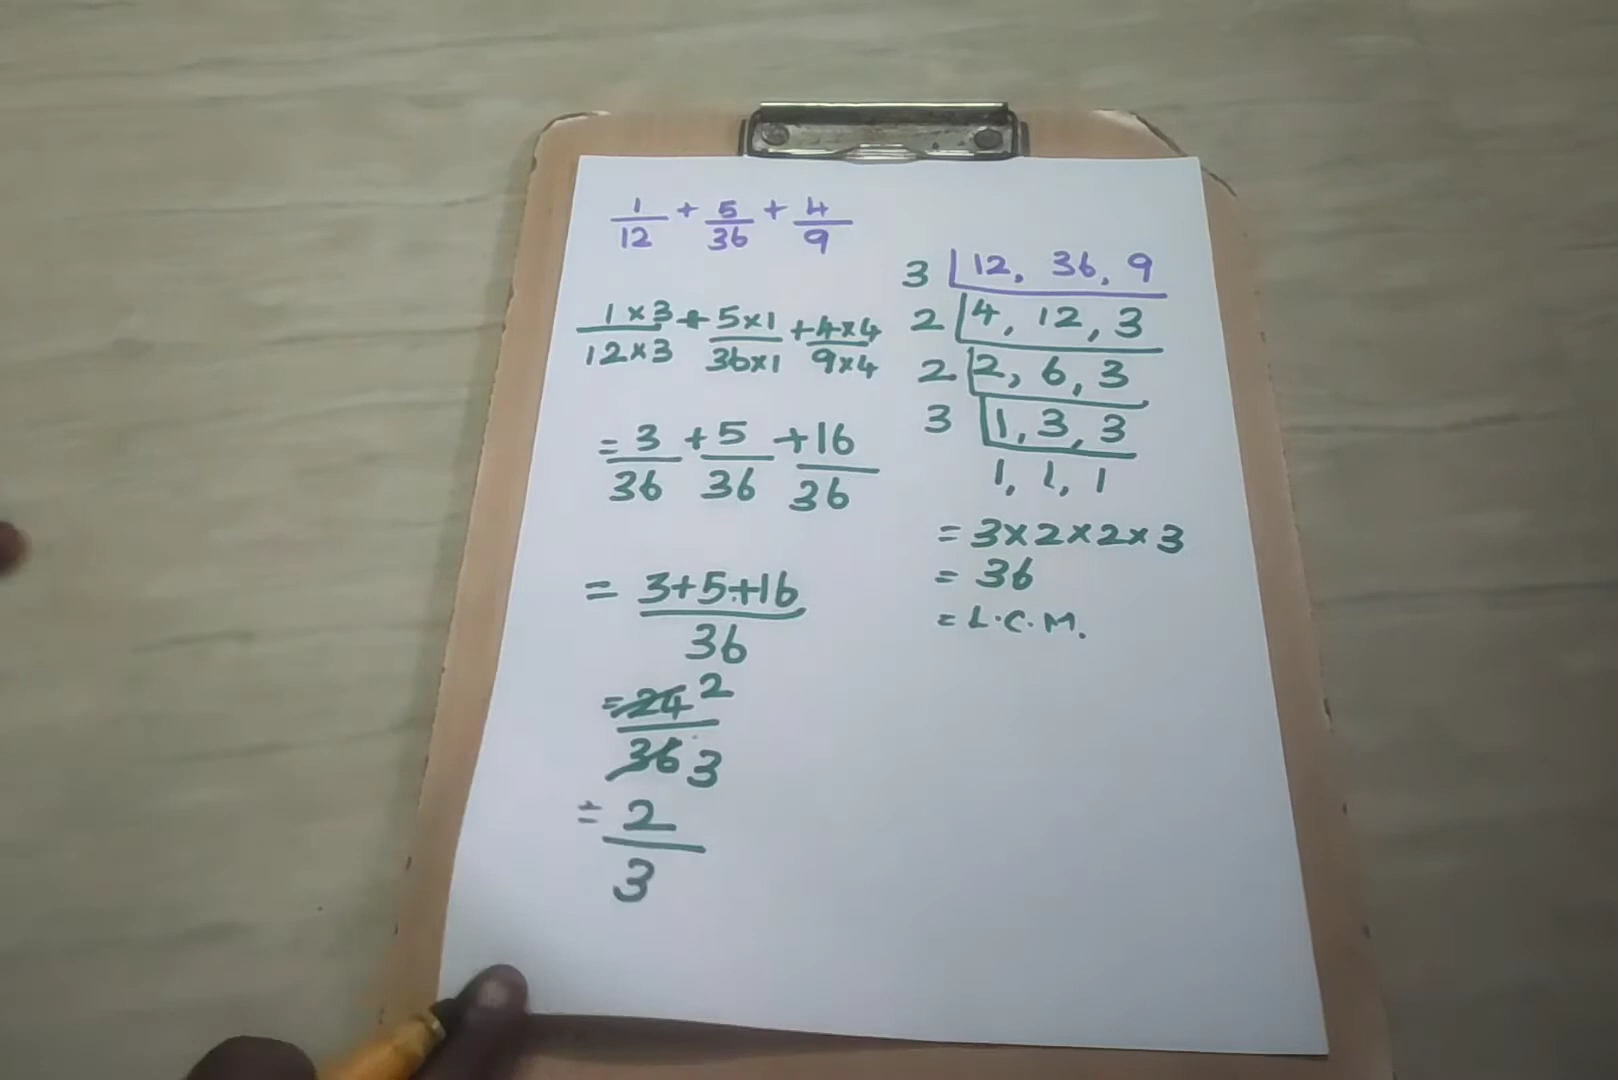 1/12 + 5/36 + 4/9
1×3/12×3 + 5×1/36×1 + 4×4/9×4
= 3/36 + 5/36 + 16/36
= 3+5+16/36
= 24 2/36 3
= 2/3
3 | 12, 36, 9
2 | 4, 12, 3
2 | 2, 6, 3
3 | 1, 3, 3
1, 1, 1
= 3×2×2×3
= 36
= L.C.M.